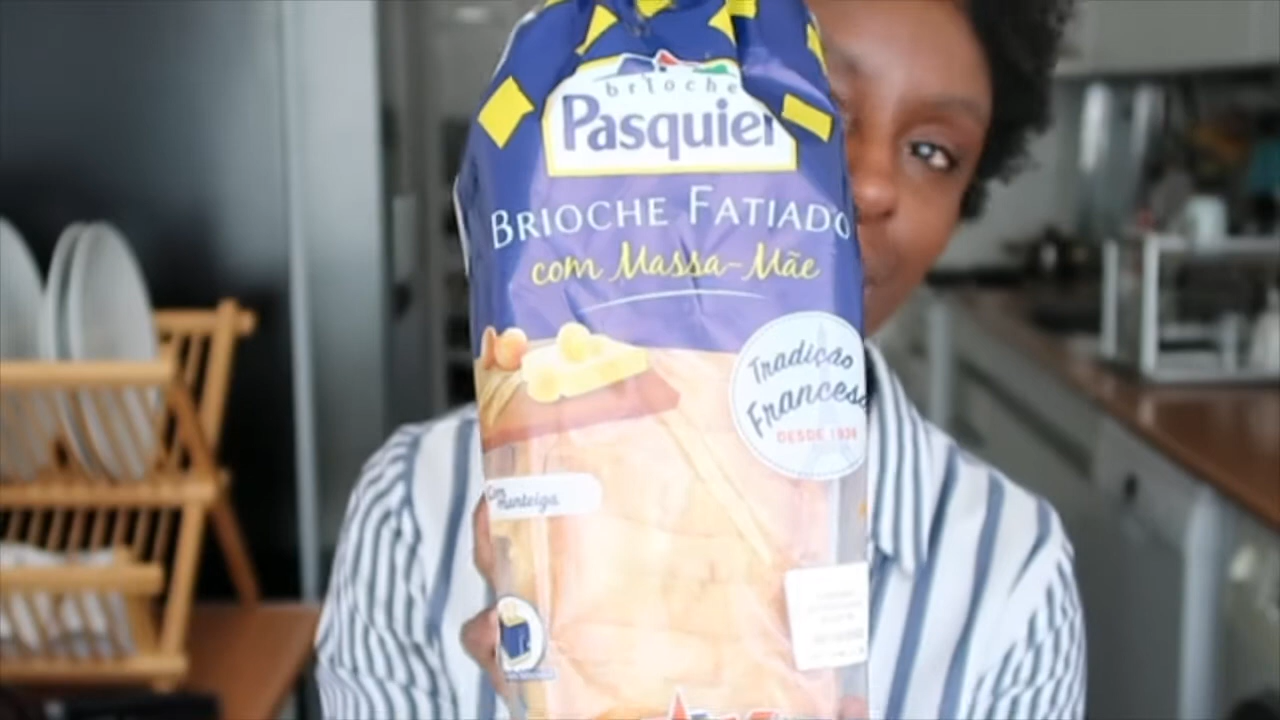 brioche
Pasquier
BRIOCHE FATIADO
com Massa-Mãe
Tradição
Francesa
DESDE 1936
Com
Manteiga